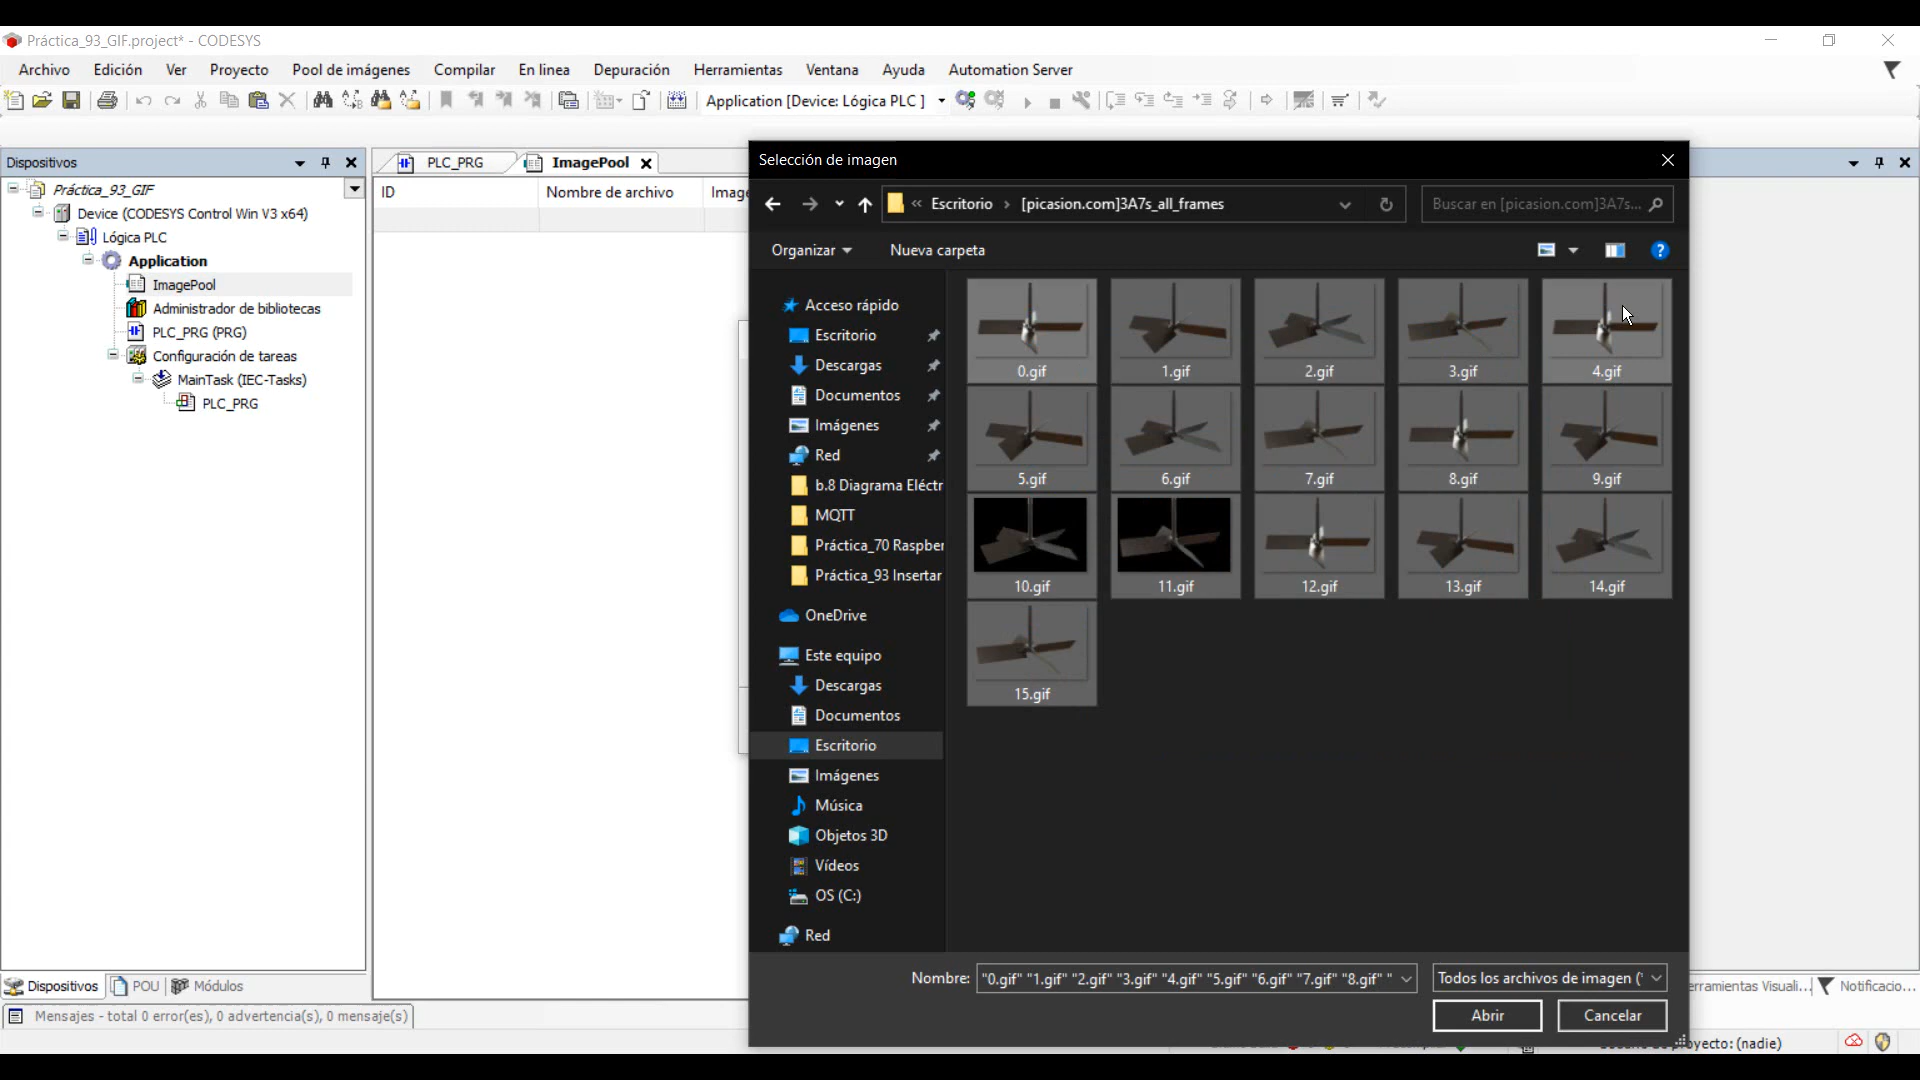 Práctica_93_GIF.project* - CODESYS
Archivo Edición Ver Proyecto Pool de imágenes Compilar En linea Depuración Herramientas Ventana Ayuda Automation Server
Application [Device: Lógica PLC ]
Dispositivos
Práctica_93_GIF
Device (CODESYS Control Win V3 x64)
Lógica PLC
Application
ImagePool
Administrador de bibliotecas
PLC_PRG (PRG)
Configuración de tareas
MainTask (IEC-Tasks)
PLC_PRG
PLC_PRG ImagePool
ID Nombre de archivo Image
Selección de imagen
« Escritorio › [picasion.com]3A7s_all_frames
Buscar en [picasion.com]3A7s...
Organizar Nueva carpeta
Acceso rápido
Escritorio
Descargas
Documentos
Imágenes
Red
b.8 Diagrama Eléctr
MQTT
Práctica_70 Raspber
Práctica_93 Insertar
OneDrive
Este equipo
Descargas
Documentos
Escritorio
Imágenes
Música
Objetos 3D
Vídeos
OS (C:)
Red
0.gif 1.gif 2.gif 3.gif 4.gif
5.gif 6.gif 7.gif 8.gif 9.gif
10.gif 11.gif 12.gif 13.gif 14.gif
15.gif
Nombre: "0.gif" "1.gif" "2.gif" "3.gif" "4.gif" "5.gif" "6.gif" "7.gif" "8.gif" "
Todos los archivos de imagen ('
Abrir Cancelar
Dispositivos POU Módulos
erramientas Visuali... Notificacio...
Mensajes - total 0 error(es), 0 advertencia(s), 0 mensaje(s)
oyecto: (nadie)